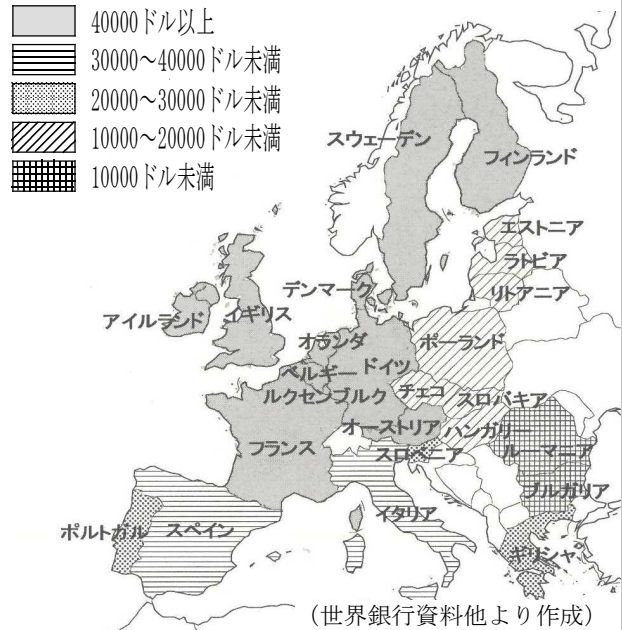 40000ドル以上
30000～40000ドル未満
20000～30000ドル未満
10000～20000ドル未満
10000ドル未満
スウェーデン
フィンランド
エストニア
ラトビア
リトアニア
デンマーク
アイルランド
イギリス
オランダ
ポーランド
ベルギー
ドイツ
ルクセンブルク
チェコ
スロバキア
オーストリア
ハンガリー
フランス
スロベニア
ルーマニア
ブルガリア
ポルトガル
スペイン
イタリア
ギリシャ
（世界銀行資料他より作成）